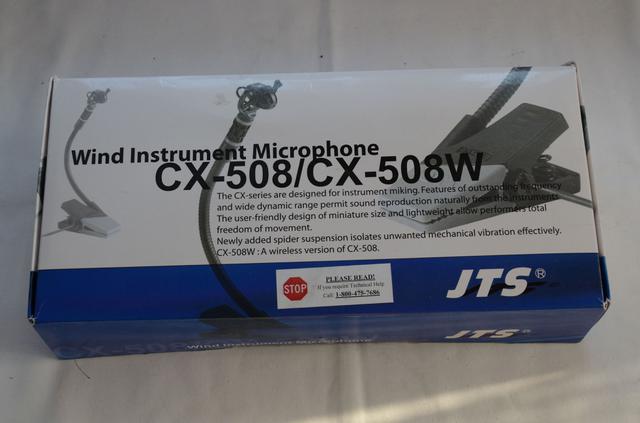 Wind Instrument Microphone
CX-508/CX-508W
The CX-series are designed for instrument miking. Features of outstanding frequency
and wide dynamic range permit sound reproduction naturally from the instruments
The user-friendly design of miniature size and lightweight allow performers total
freedom of movement.
Newly added spider suspension isolates unwanted mechanical vibration effectively.
CX-508W : A wireless version of CX-508.
STOP
PLEASE READ!
If you require Technical Help
Call: 1-800-475-7686
JTS®
CX-508
Wind Instrument Microphone
JTS